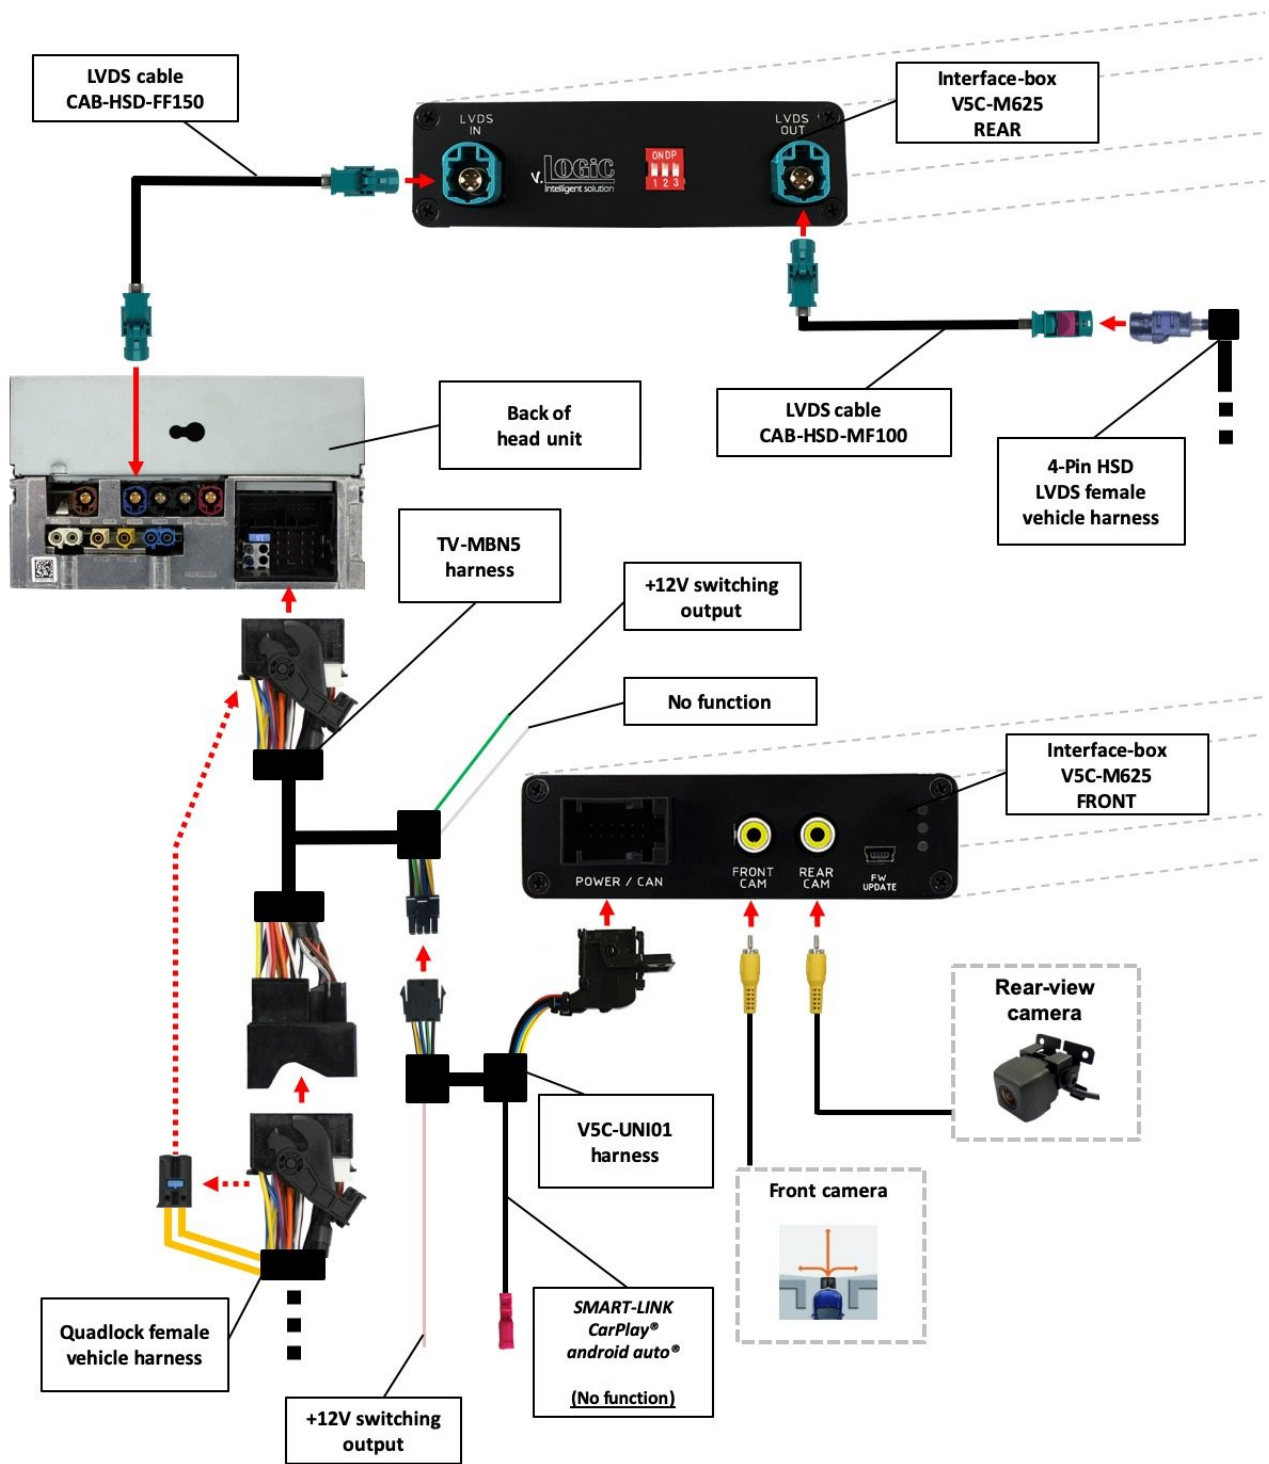 LVDS cable
CAB-HSD-FF150
Interface-box
V5C-M625
REAR
LVDS
IN
LVDS
OUT
v.LOGiC
Intelligent solution
ONDP
1 2 3
Back of
head unit
LVDS cable
CAB-HSD-MF100
4-Pin HSD
LVDS female
vehicle harness
TV-MBN5
harness
+12V switching
output
No function
Interface-box
V5C-M625
FRONT
POWER / CAN
FRONT
CAM
REAR
CAM
FW
UPDATE
Rear-view
camera
V5C-UNI01
harness
Front camera
Quadlock female
vehicle harness
SMART-LINK
CarPlay®
android auto®
(No function)
+12V switching
output